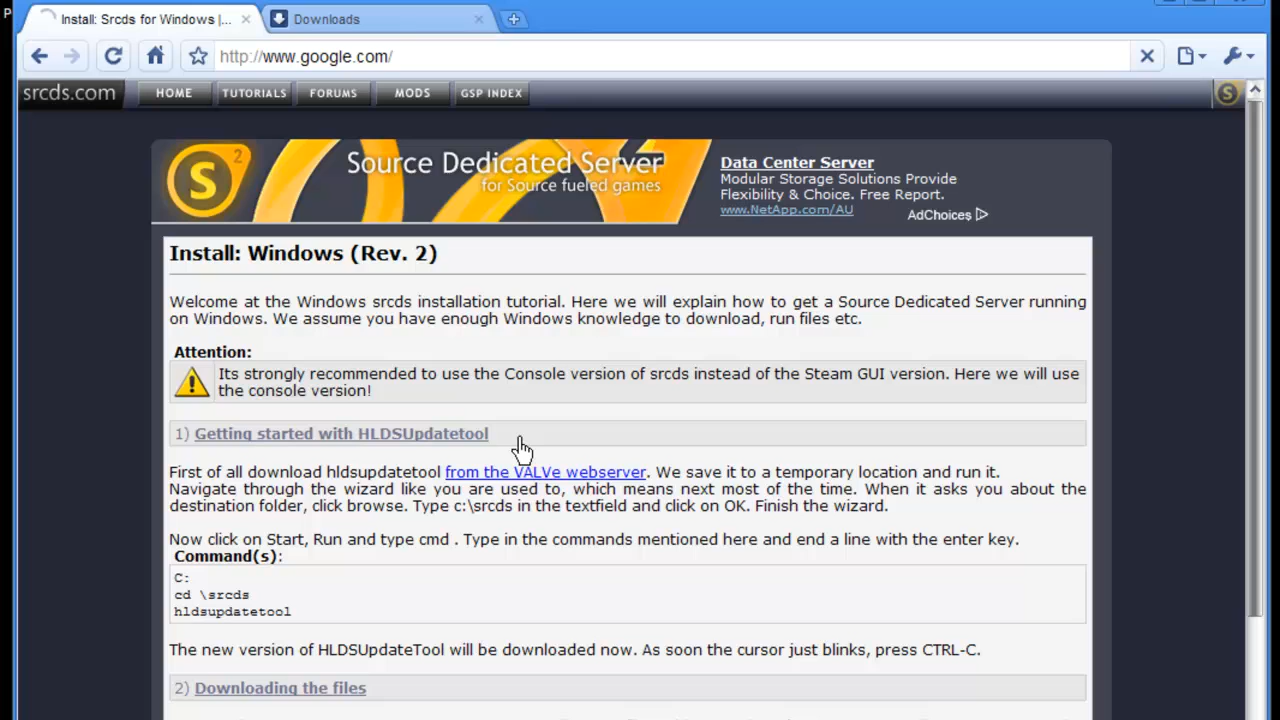 Install: Srcds for Windows |...
Downloads
http://www.google.com/
srcds.com
HOME
TUTORIALS
FORUMS
MODS
GSP INDEX
S
S 2
Source Dedicated Server
for Source fueled games
Data Center Server
Modular Storage Solutions Provide
Flexibility & Choice. Free Report.
www.NetApp.com/AU
AdChoices
Install: Windows (Rev. 2)
Welcome at the Windows srcds installation tutorial. Here we will explain how to get a Source Dedicated Server running
on Windows. We assume you have enough Windows knowledge to download, run files etc.
Attention:
Its strongly recommended to use the Console version of srcds instead of the Steam GUI version. Here we will use
the console version!
1) Getting started with HLDSUpdatetool
First of all download hldsupdatetool from the VALVe webserver. We save it to a temporary location and run it.
Navigate through the wizard like you are used to, which means next most of the time. When it asks you about the
destination folder, click browse. Type c:\srcds in the textfield and click on OK. Finish the wizard.
Now click on Start, Run and type cmd . Type in the commands mentioned here and end a line with the enter key.
Command(s):
C:
cd \srcds
hldsupdatetool
The new version of HLDSUpdateTool will be downloaded now. As soon the cursor just blinks, press CTRL-C.
2) Downloading the files